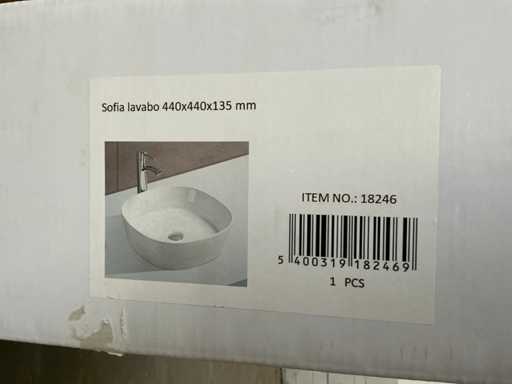 Sofia lavabo 440x440x135 mm
ITEM NO.: 18246
5 400319 182469
1 PCS